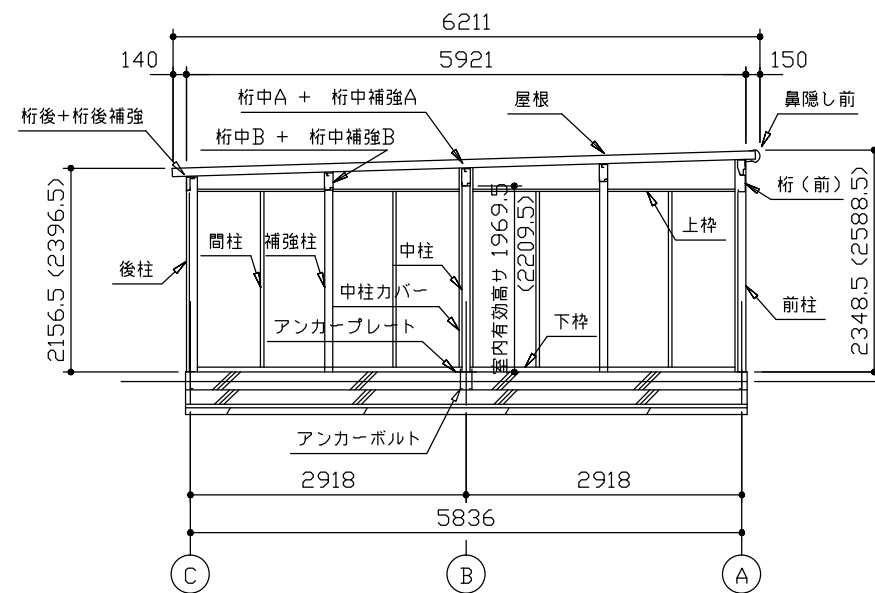 6211
140
5921
150
桁中A + 桁中補強A
屋根
鼻隠し前
桁後+桁後補強
桁中B + 桁中補強B
桁（前）
上枠
間柱
補強柱
中柱
後柱
中柱カバー
前柱
アンカープレート
下枠
2156.5 (2396.5)
室内有効高サ 1969.5
(2209.5)
2348.5 (2588.5)
アンカーボルト
2918
2918
5836
C
B
A